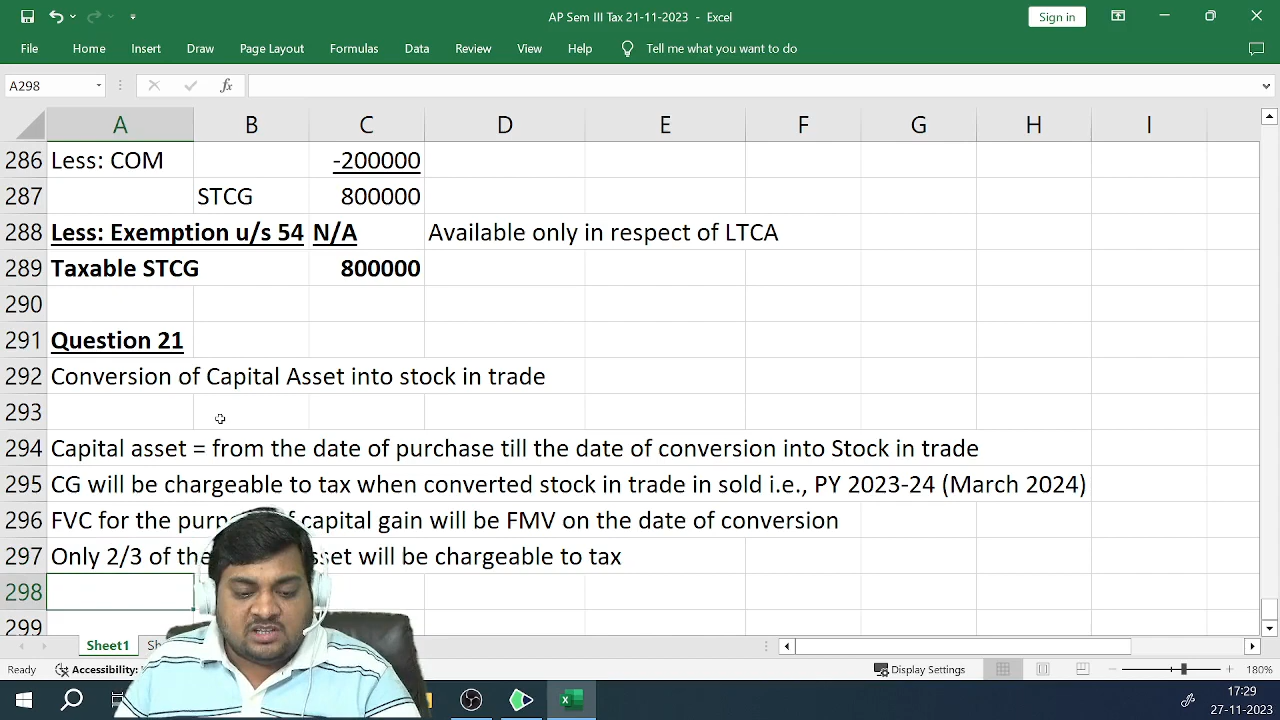 AP Sem III Tax 21-11-2023 - Excel
Sign in
File Home Insert Draw Page Layout Formulas Data Review View Help Tell me what you want to do
A298 fx
A B C D E F G H I
286 Less: COM -200000
287 STCG 800000
288 Less: Exemption u/s 54 N/A Available only in respect of LTCA
289 Taxable STCG 800000
290
291 Question 21
292 Conversion of Capital Asset into stock in trade
293
294 Capital asset = from the date of purchase till the date of conversion into Stock in trade
295 CG will be chargeable to tax when converted stock in trade in sold i.e., PY 2023-24 (March 2024)
296 FVC for the capital gain will be FMV on the date of conversion
297 Only 2/3 of the will be chargeable to tax
298
299
Sheet1
Ready Accessibility: Display Settings 180%
17:29
27-11-2023